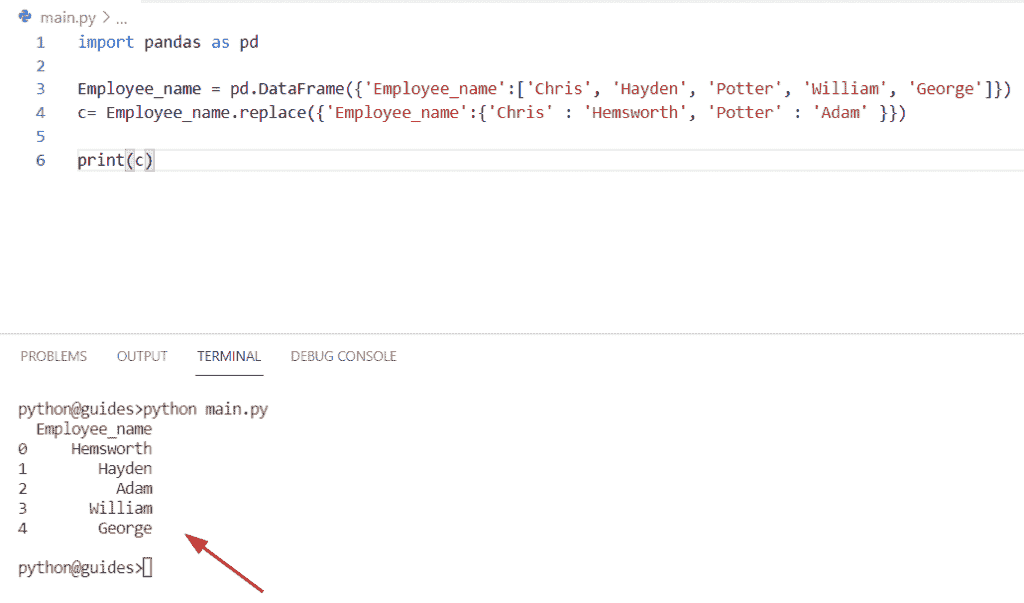 main.py > ...
1 import pandas as pd
2
3 Employee_name = pd.DataFrame({'Employee_name':['Chris', 'Hayden', 'Potter', 'William', 'George']})
4 c= Employee_name.replace({'Employee_name':{'Chris' : 'Hemsworth', 'Potter' : 'Adam' }})
5
6 print(c)
PROBLEMS OUTPUT TERMINAL DEBUG CONSOLE
python@guides>python main.py
Employee_name
0 Hemsworth
1 Hayden
2 Adam
3 William
4 George
python@guides>